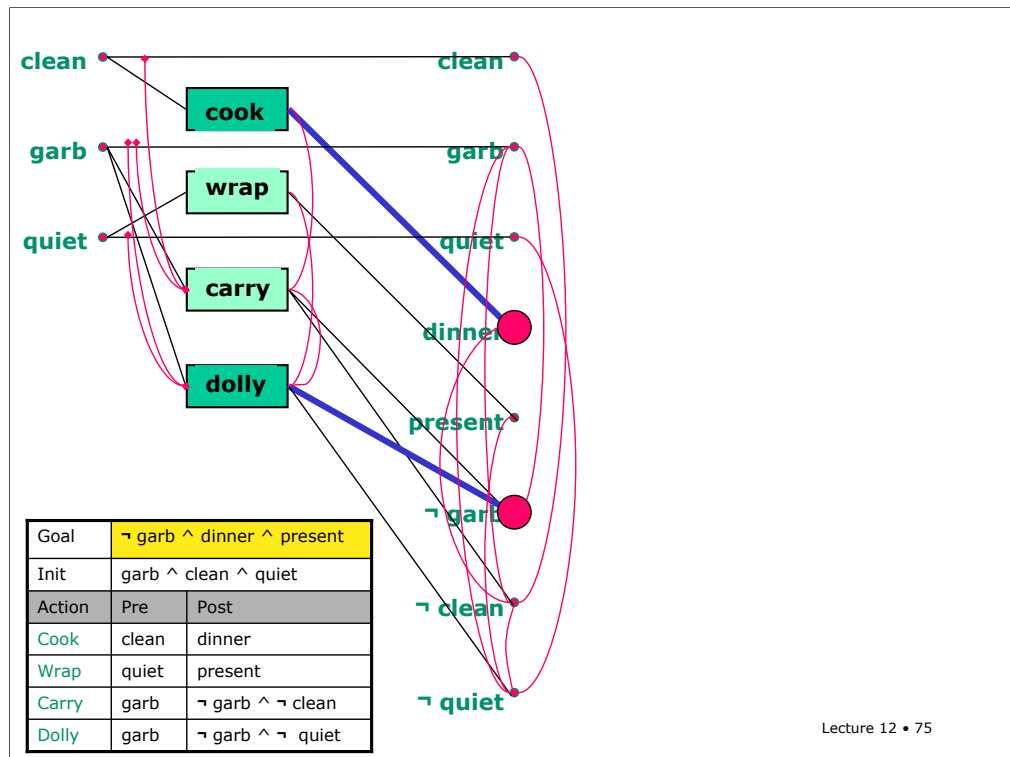 clean clean
cook
garb garb
wrap
quiet quiet
carry
dinner
dolly
present
¬ garb
¬ clean
¬ quiet
Goal ¬ garb ^ dinner ^ present
Init garb ^ clean ^ quiet
Action Pre Post
Cook clean dinner
Wrap quiet present
Carry garb ¬ garb ^ ¬ clean
Dolly garb ¬ garb ^ ¬ quiet
Lecture 12 • 75